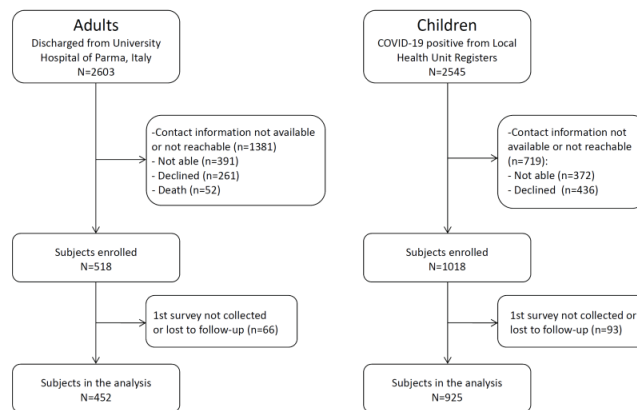 Adults
Discharged from University
Hospital of Parma, Italy
N=2603
-Contact information not available
or not reachable (n=1381)
- Not able (n=391)
- Declined (n=261)
- Death (n=52)
Subjects enrolled
N=518
1st survey not collected
or lost to follow-up (n=66)
Subjects in the analysis
N=452
Children
COVID-19 positive from Local
Health Unit Registers
N=2545
-Contact information not
available or not reachable
(n=719):
- Not able (n=372)
- Declined  (n=436)
Subjects enrolled
N=1018
1st survey not collected or
lost to follow-up (n=93)
Subjects in the analysis
N=925